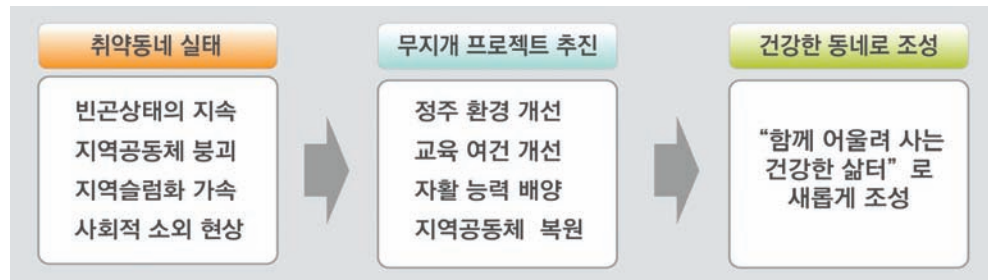 취약동네 실태
빈곤상태의 지속
지역공동체 붕괴
지역슬럼화 가속
사회적 소외 현상
무지개 프로젝트 추진
정주 환경 개선
교육 여건 개선
자활 능력 배양
지역공동체 복원
건강한 동네로 조성
“함께 어울려 사는
건강한 삶터” 로
새롭게 조성